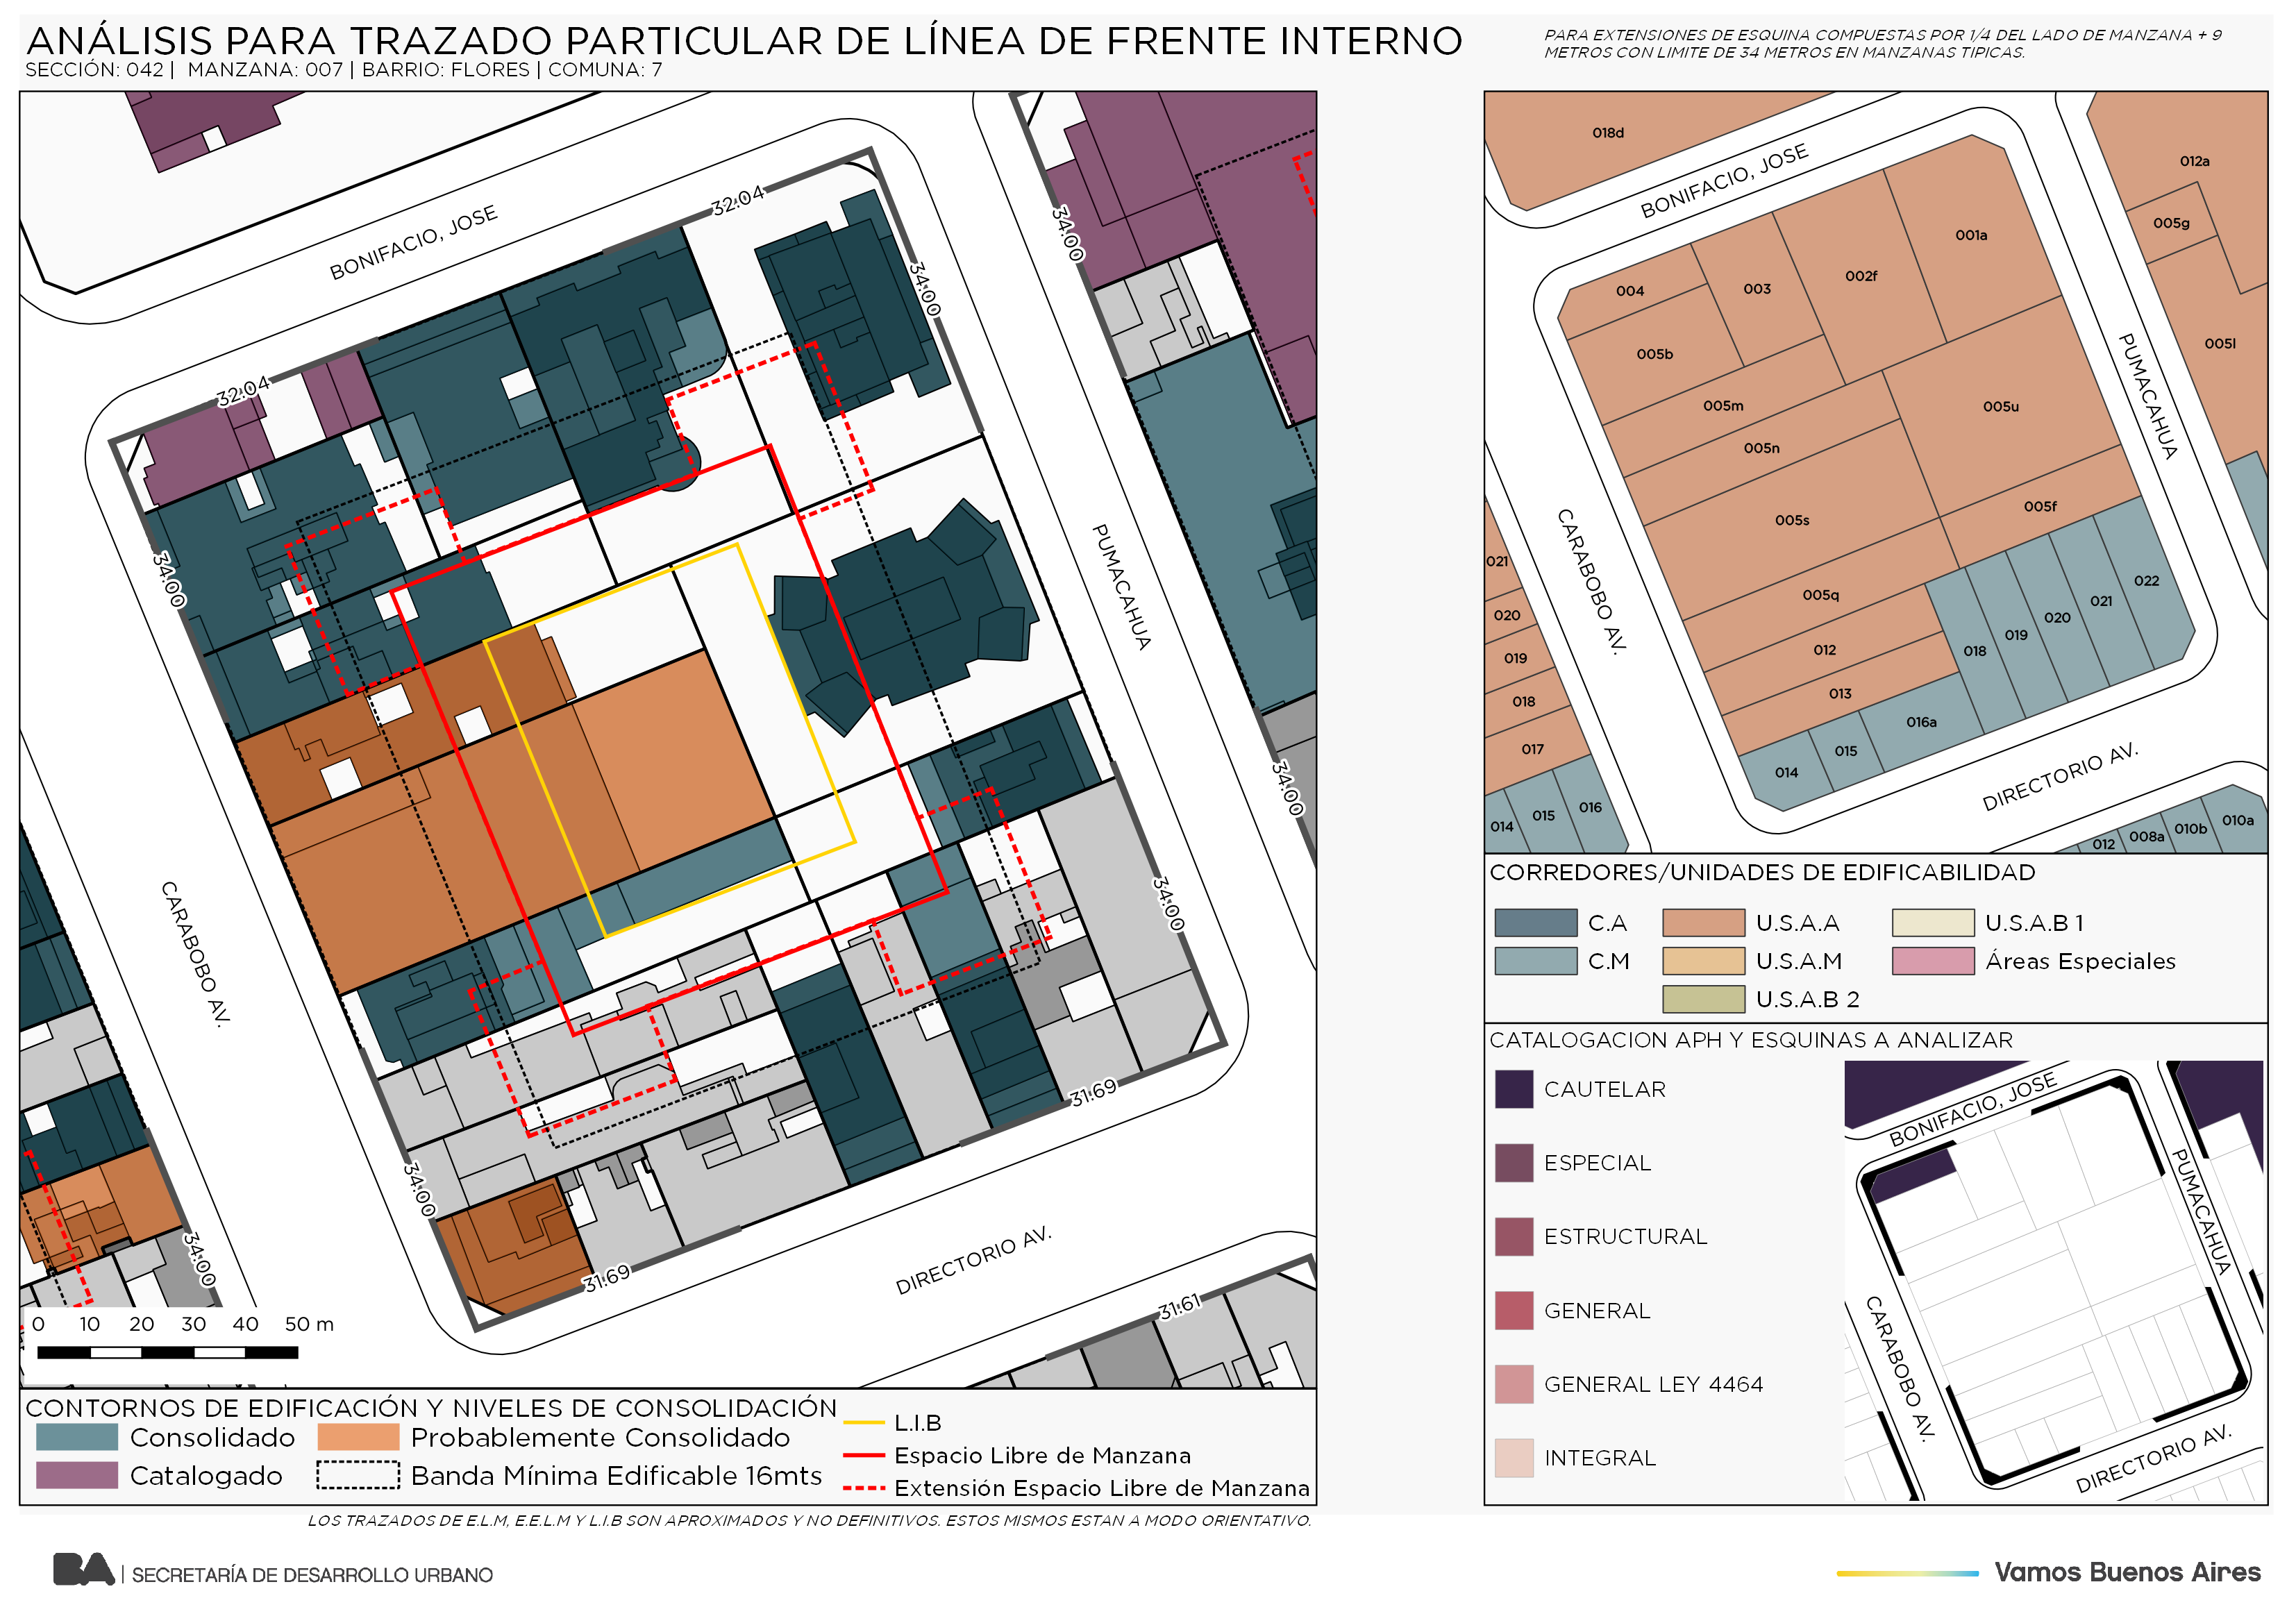 ANÁLISIS PARA TRAZADO PARTICULAR DE LÍNEA DE FRENTE INTERNO
SECCIÓN: 042 | MANZANA: 007 | BARRIO: FLORES | COMUNA: 7
PARA EXTENSIONES DE ESQUINA COMPUESTAS POR 1/4 DEL LADO DE MANZANA + 9
METROS CON LIMITE DE 34 METROS EN MANZANAS TIPICAS.
BONIFACIO, JOSE
32.04
32.04
34.00
34.00
34.00
PUMACAHUA
34.00
34.00
CARABOBO AV.
34.00
34.00
31.69
31.69
DIRECTORIO AV.
31.61
0 10 20 30 40 50 m
CONTORNOS DE EDIFICACIÓN Y NIVELES DE CONSOLIDACIÓN
Consolidado
Probablemente Consolidado
Catalogado
Banda Mínima Edificable 16mts
L.I.B
Espacio Libre de Manzana
Extensión Espacio Libre de Manzana
LOS TRAZADOS DE E.L.M, E.E.L.M Y L.I.B SON APROXIMADOS Y NO DEFINITIVOS. ESTOS MISMOS ESTAN A MODO ORIENTATIVO.
018d
BONIFACIO, JOSE
012a
005g
005l
001a
002f
003
004
005b
005m
005n
005u
005s
005f
005q
012
013
022
021
020
019
018
016a
015
014
PUMACAHUA
CARABOBO AV.
DIRECTORIO AV.
021
020
019
018
017
016
015
014
012
008a
010b
010a
CORREDORES/UNIDADES DE EDIFICABILIDAD
C.A
U.S.A.A
U.S.A.B 1
C.M
U.S.A.M
Áreas Especiales
U.S.A.B 2
CATALOGACION APH Y ESQUINAS A ANALIZAR
CAUTELAR
ESPECIAL
ESTRUCTURAL
GENERAL
GENERAL LEY 4464
INTEGRAL
BONIFACIO, JOSE
PUMACAHUA
CARABOBO AV.
DIRECTORIO AV.
BA | SECRETARÍA DE DESARROLLO URBANO
Vamos Buenos Aires